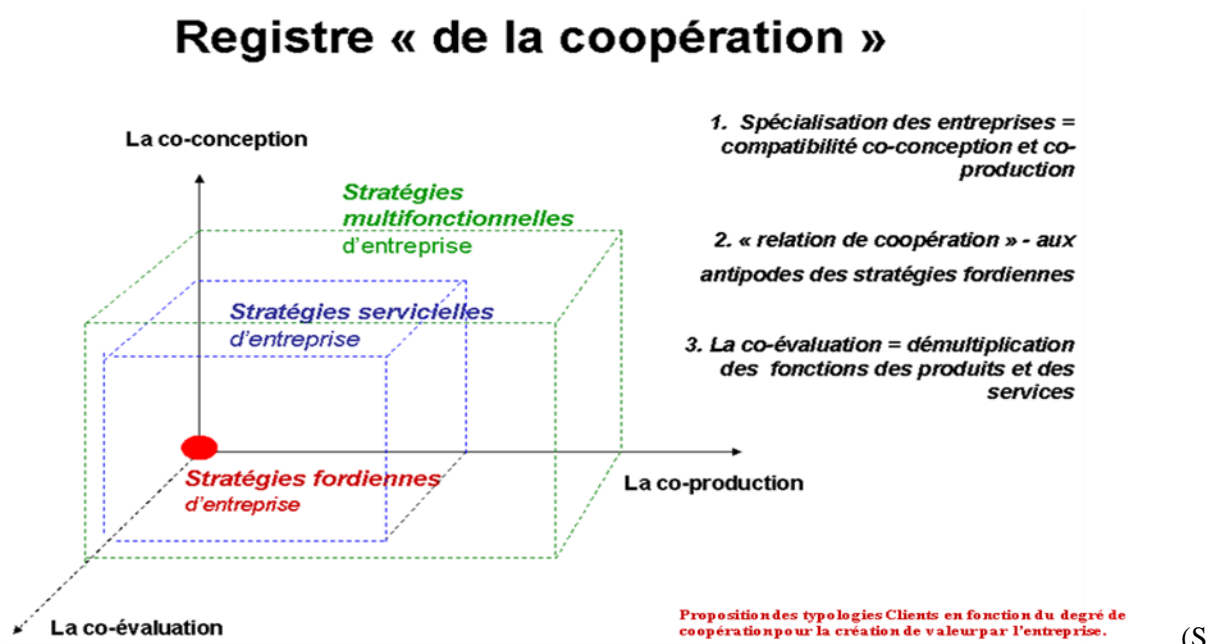 Registre « de la coopération »
La co-conception
Stratégies
multifonctionnelles
d'entreprise
Stratégies servicielles
d'entreprise
Stratégies fordiennes
d'entreprise
La co-production
La co-évaluation
1. Spécialisation des entreprises =
compatibilité co-conception et co-
production
2. « relation de coopération » - aux
antipodes des stratégies fordiennes
3. La co-évaluation = démultiplication
des fonctions des produits et des
services
Proposition des typologies Clients en fonction du degré de
coopération pour la création de valeur par l'entreprise.
(S